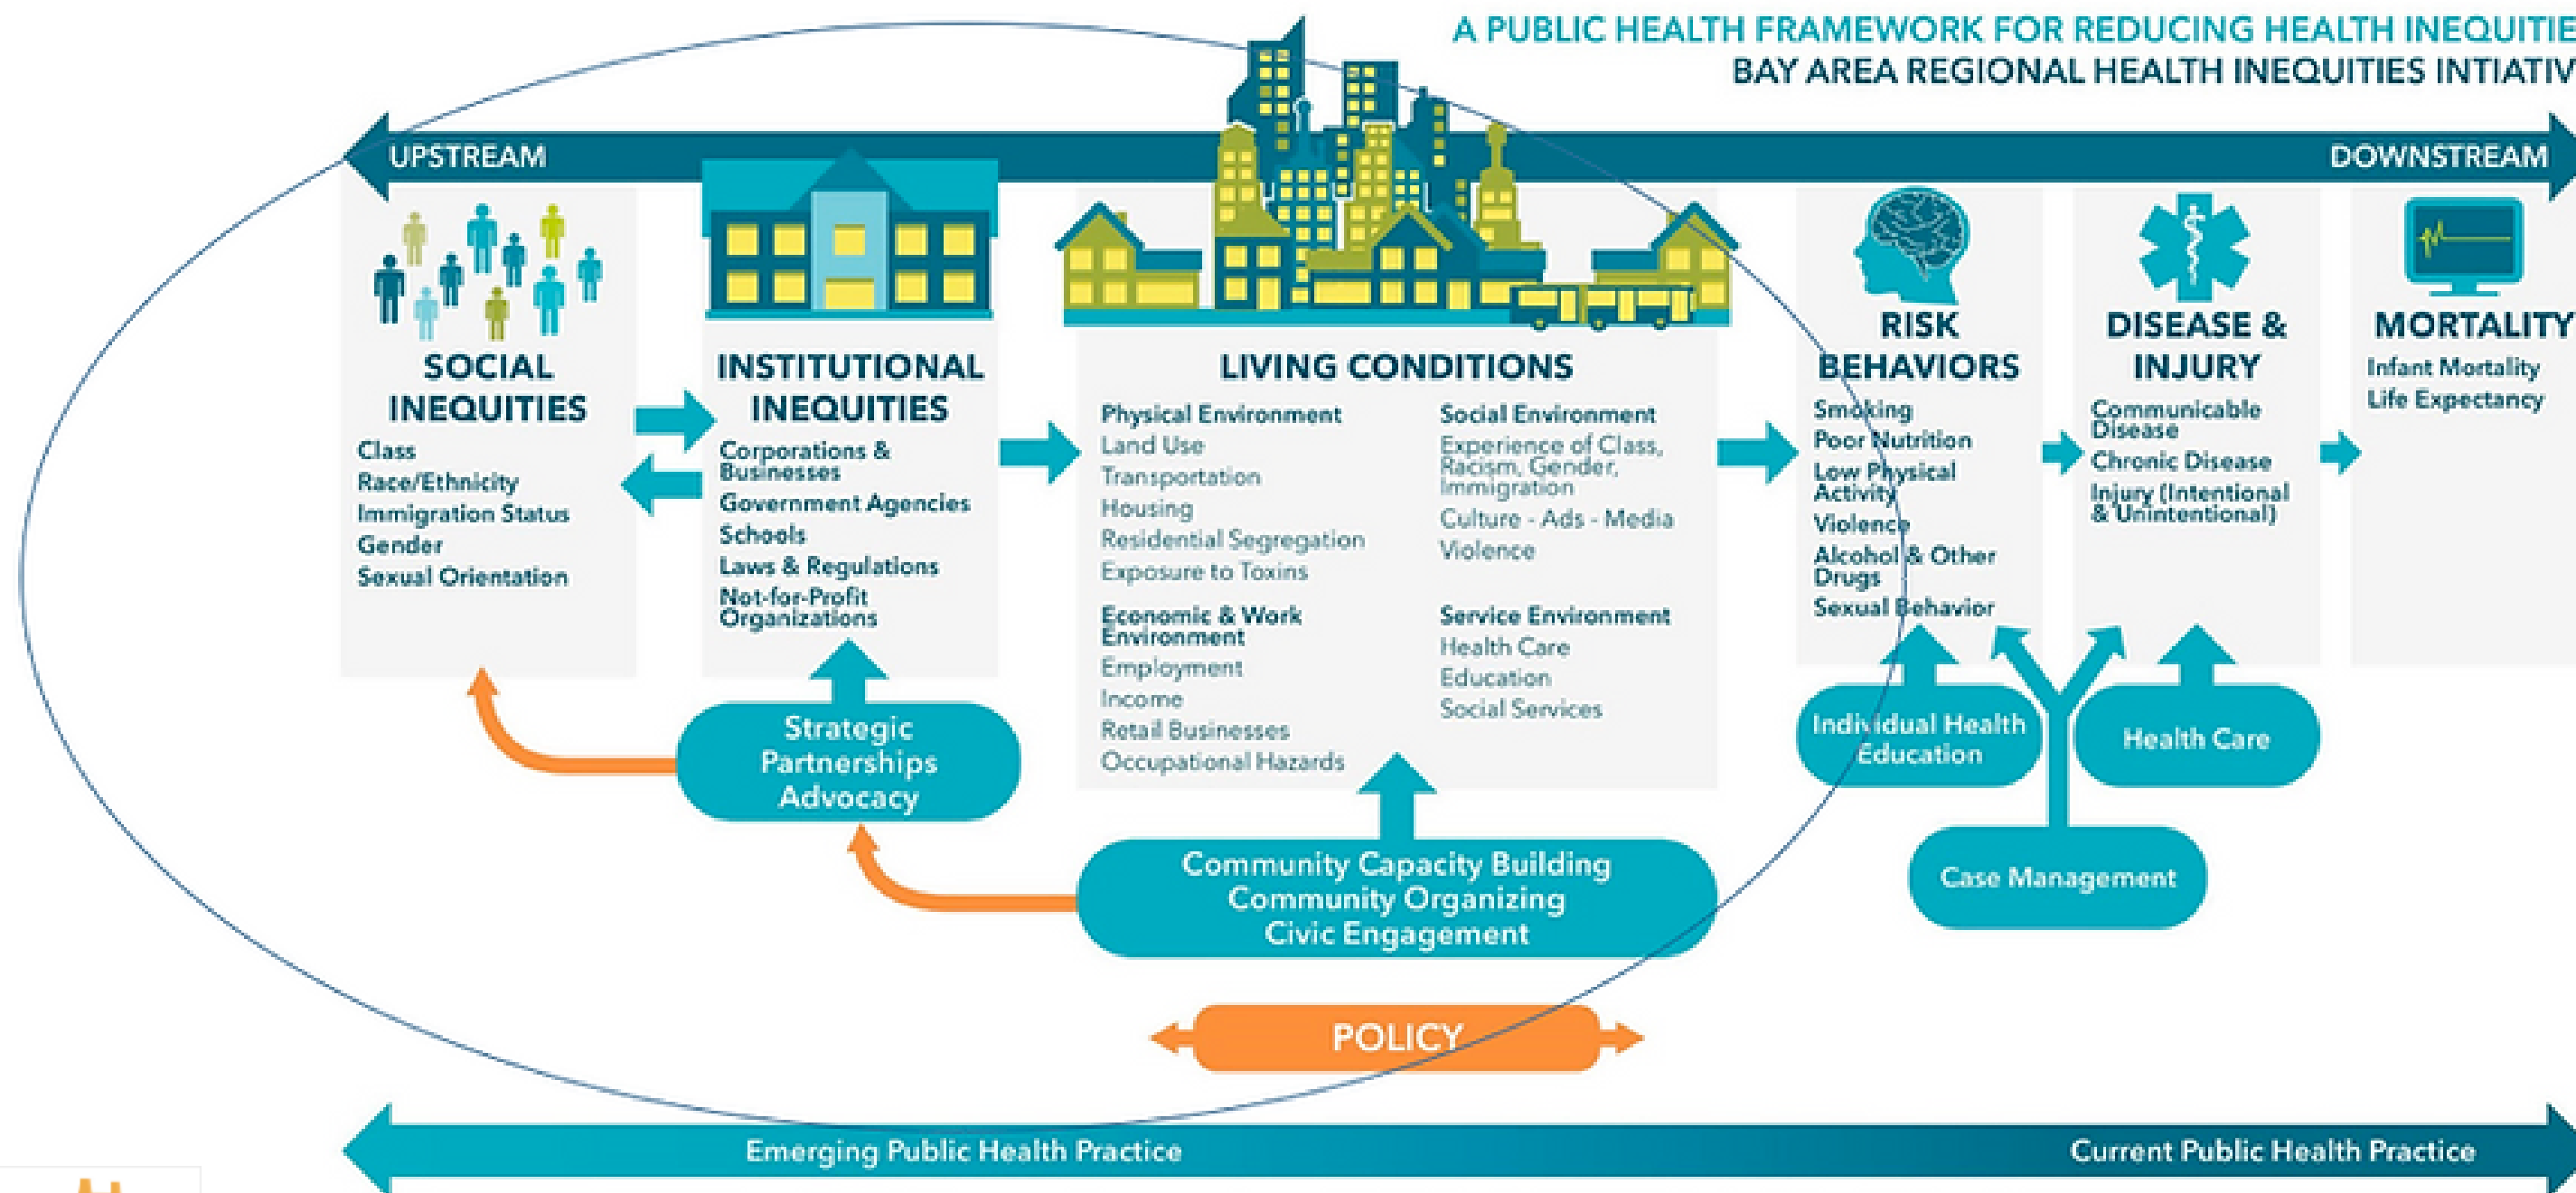 A PUBLIC HEALTH FRAMEWORK FOR REDUCING HEALTH INEQUITIE
BAY AREA REGIONAL HEALTH INEQUITIES INTIATIV
UPSTREAM
DOWNSTREAM
SOCIAL
INEQUITIES
Class
Race/Ethnicity
Immigration Status
Gender
Sexual Orientation
INSTITUTIONAL
INEQUITIES
Corporations &
Businesses
Government Agencies
Schools
Laws & Regulations
Not-for-Profit
Organizations
LIVING CONDITIONS
Physical Environment
Land Use
Transportation
Housing
Residential Segregation
Exposure to Toxins
Economic & Work
Environment
Employment
Income
Retail Businesses
Occupational Hazards
Social Environment
Experience of Class,
Racism, Gender,
Immigration
Culture - Ads - Media
Violence
Service Environment
Health Care
Education
Social Services
RISK
BEHAVIORS
Smoking
Poor Nutrition
Low Physical
Activity
Violence
Alcohol & Other
Drugs
Sexual Behavior
DISEASE &
INJURY
Communicable
Disease
Chronic Disease
Injury (Intentional
& Unintentional)
MORTALITY
Infant Mortality
Life Expectancy
Strategic
Partnerships
Advocacy
Community Capacity Building
Community Organizing
Civic Engagement
Individual Health
Education
Health Care
Case Management
POLICY
Emerging Public Health Practice
Current Public Health Practice